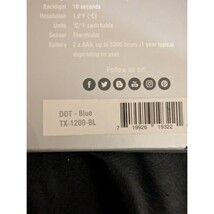 Backlight 10 seconds
Resolution 1.0°F (°C)
Units °C/°F switchable
Sensor Thermistor
Battery 2 x AAA, up to 5000 hours (1 year typical
depending on use)
Follow us on:
DOT - Blue
TX-1200-BL
7 19926 19322